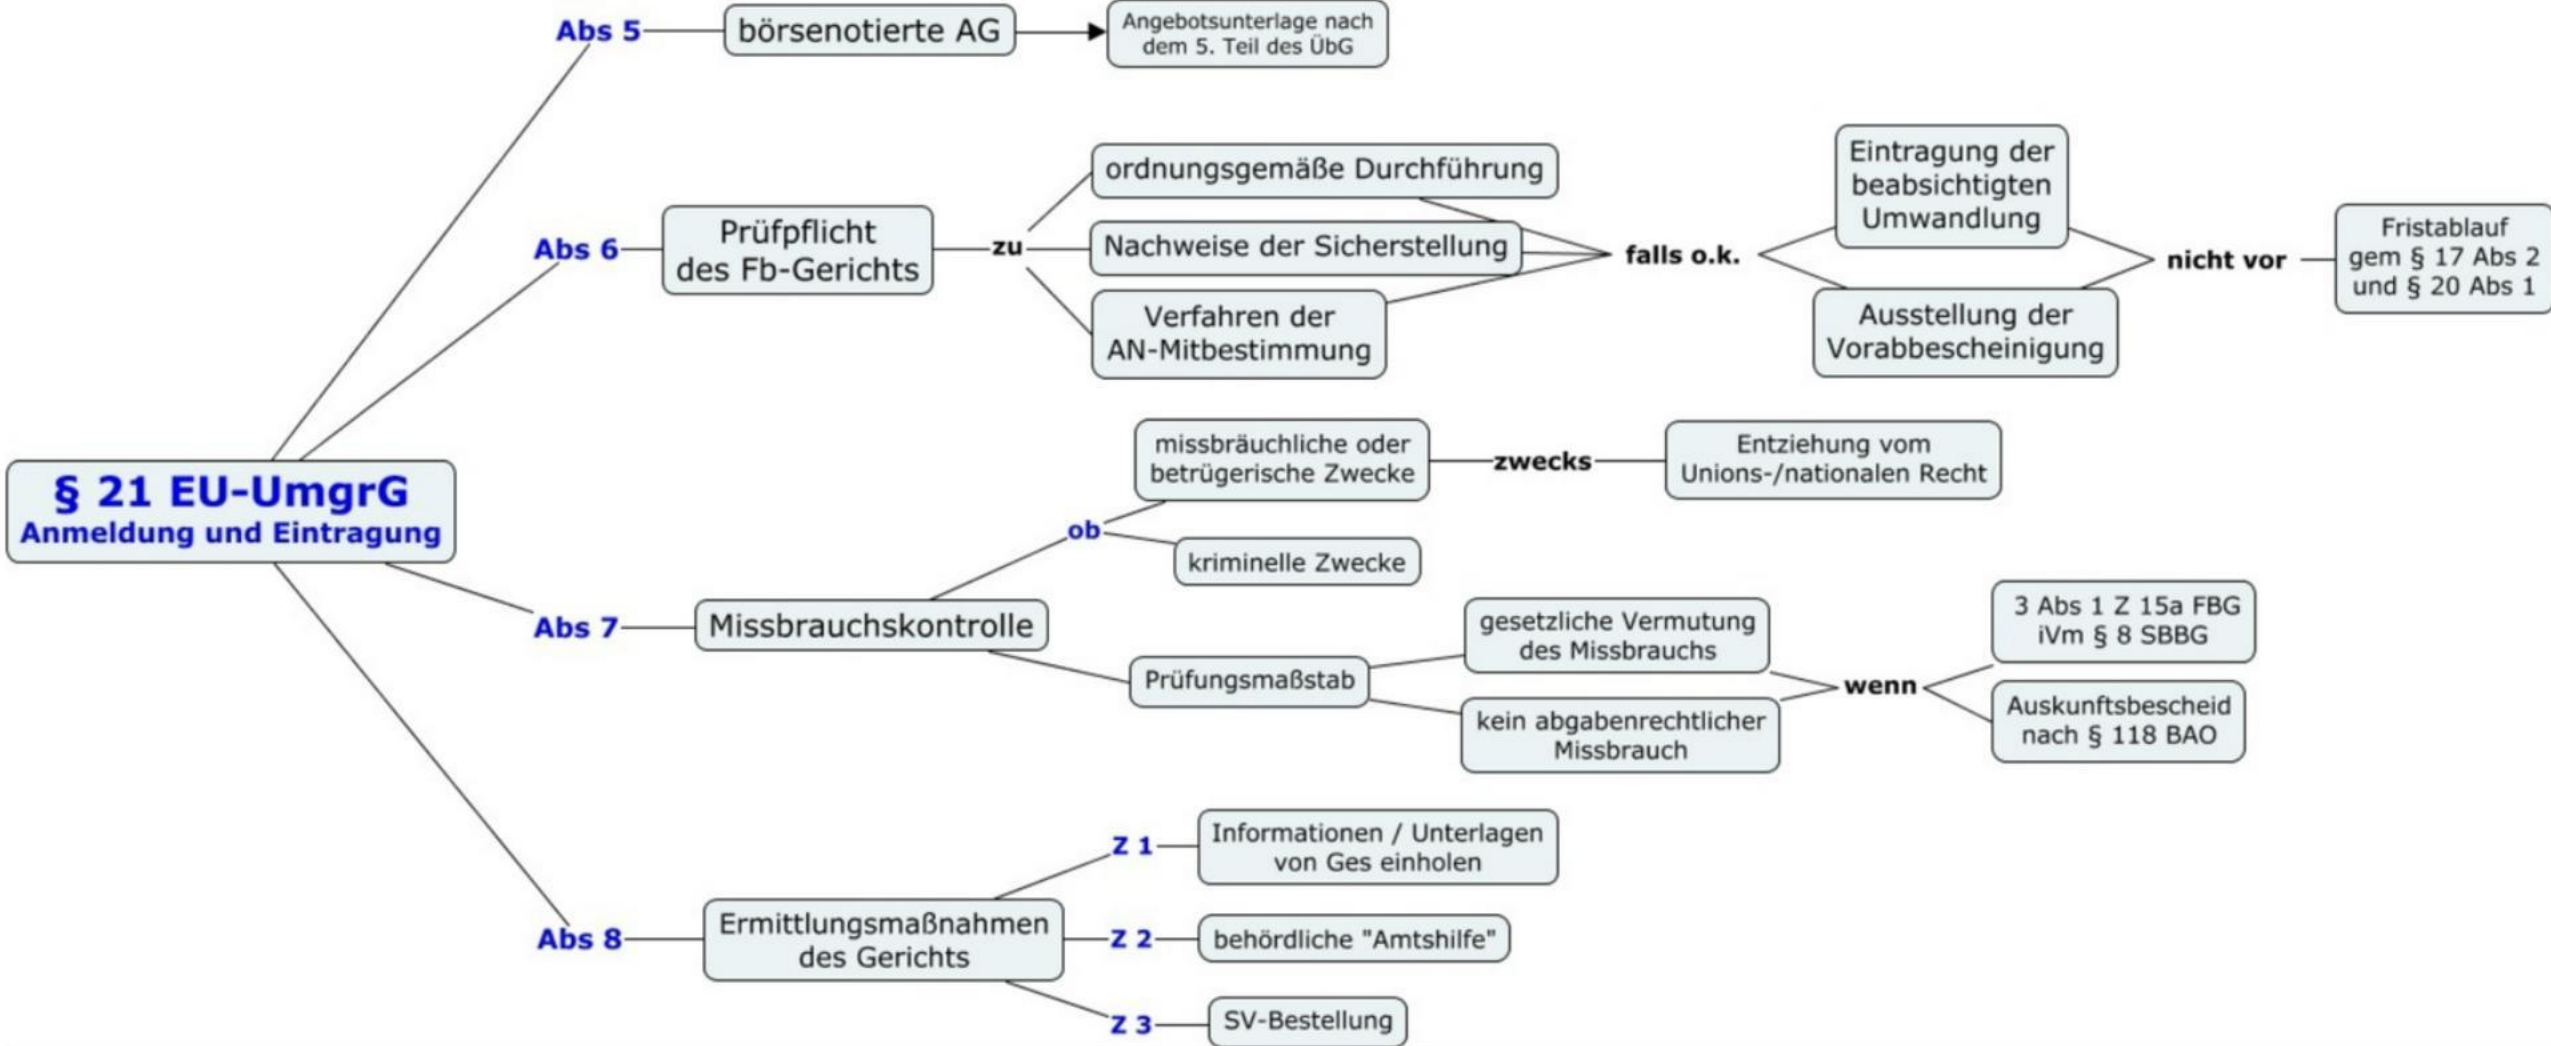 Abs 5
börsenotierte AG
Angebotsunterlage nach
dem 5. Teil des ÜbG
Abs 6
Prüfpflicht
des Fb-Gerichts
zu
ordnungsgemäße Durchführung
Nachweise der Sicherstellung
Verfahren der
AN-Mitbestimmung
falls o.k.
Eintragung der
beabsichtigten
Umwandlung
Ausstellung der
Vorabbescheinigung
nicht vor
Fristablauf
gem § 17 Abs 2
und § 20 Abs 1
§ 21 EU-UmgrG
Anmeldung und Eintragung
Abs 7
Missbrauchskontrolle
ob
missbräuchliche oder
betrügerische Zwecke
zwecks
Entziehung vom
Unions-/nationalen Recht
kriminelle Zwecke
Prüfungsmaßstab
gesetzliche Vermutung
des Missbrauchs
kein abgabenrechtlicher
Missbrauch
wenn
3 Abs 1 Z 15a FBG
iVm § 8 SBBG
Auskunftsbescheid
nach § 118 BAO
Abs 8
Ermittlungsmaßnahmen
des Gerichts
Z 1
Informationen / Unterlagen
von Ges einholen
Z 2
behördliche "Amtshilfe"
Z 3
SV-Bestellung